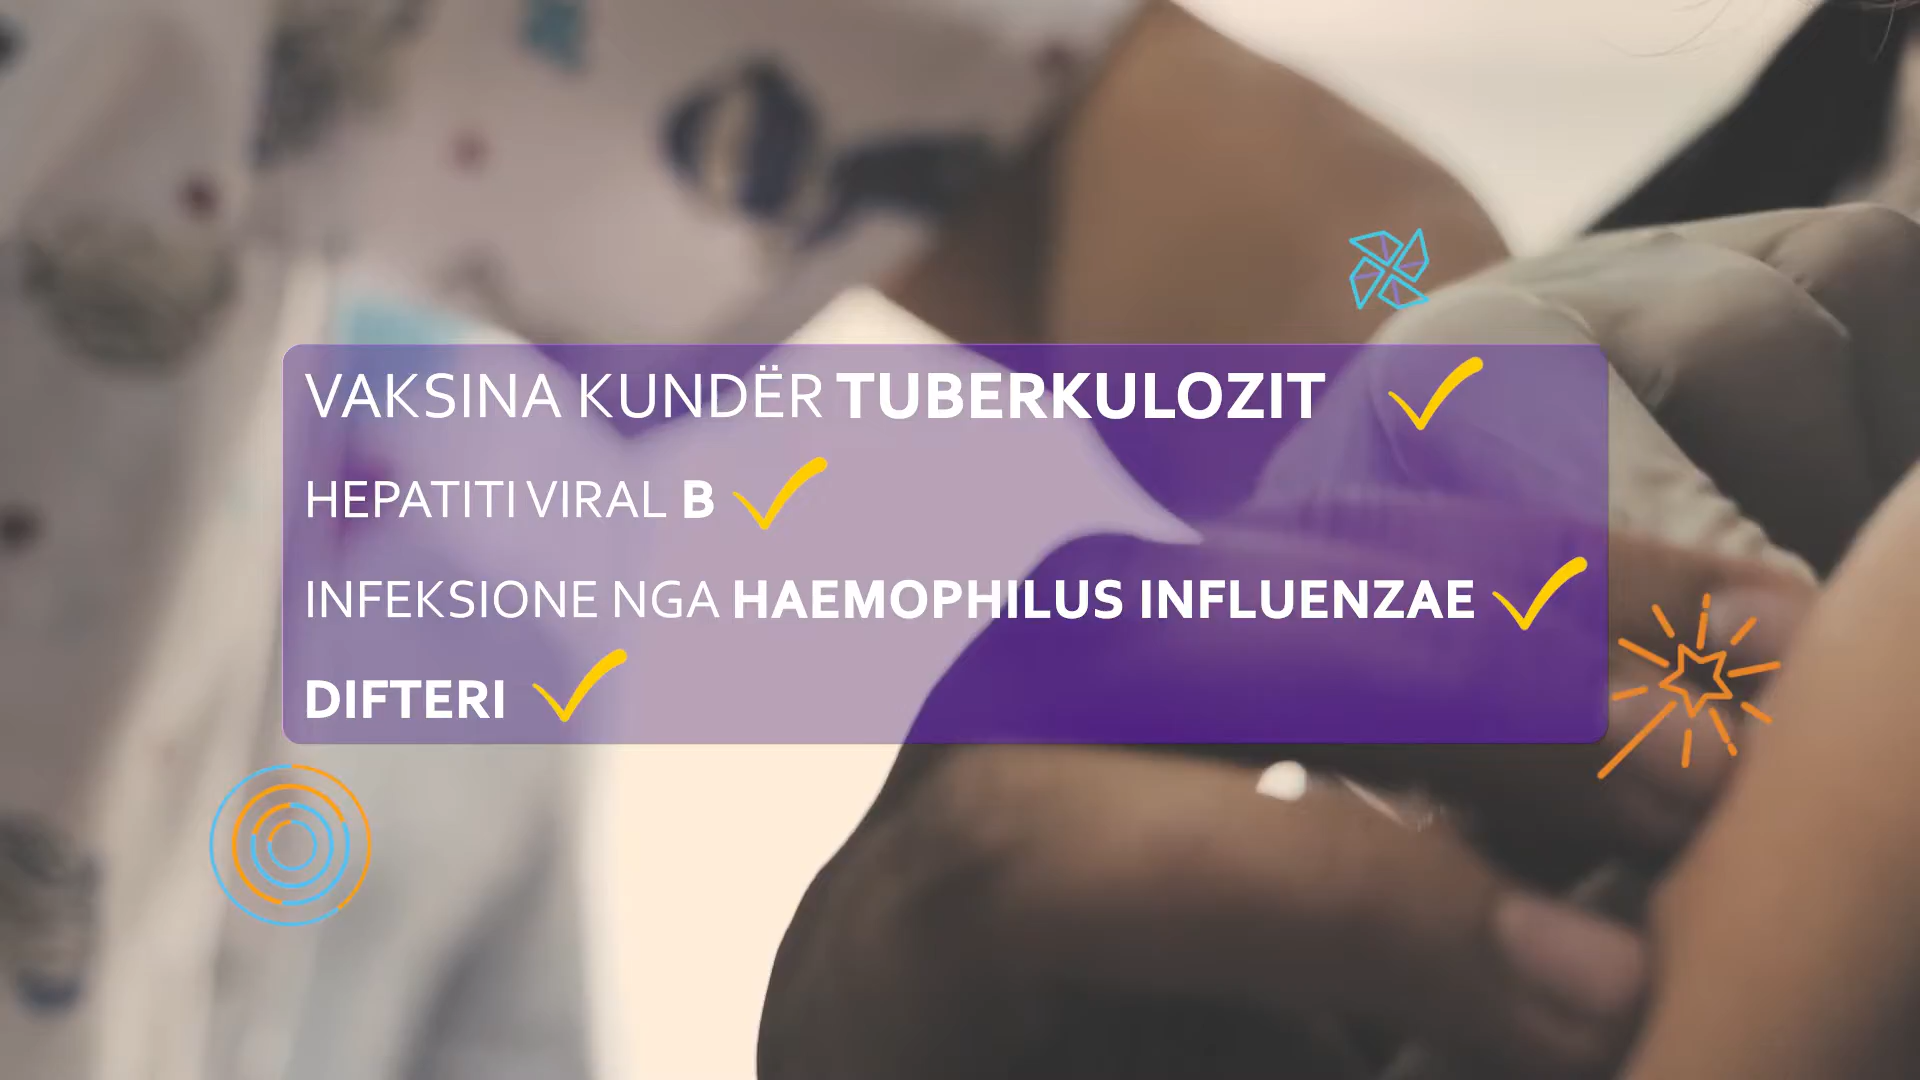 VAKSINA KUNDËR TUBERKULOZIT
HEPATITI VIRAL B
INFEKSIONE NGA HAEMOPHILUS INFLUENZAE
DIFTERI